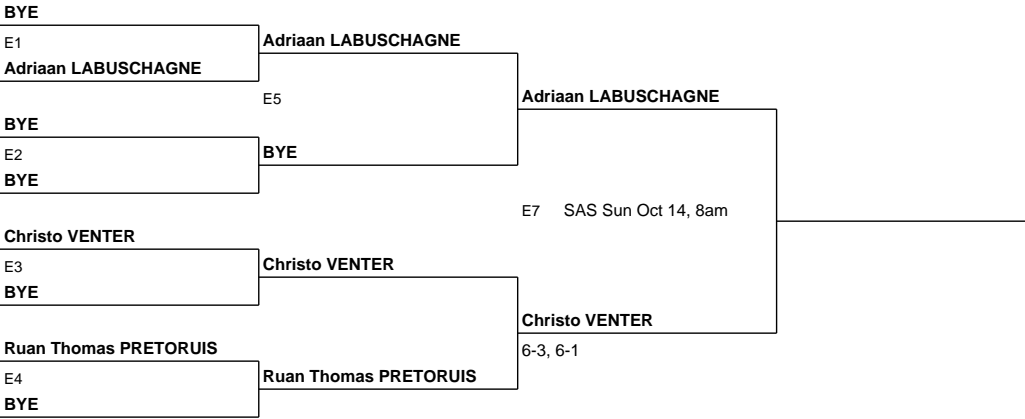 BYE
E1
Adriaan LABUSCHAGNE
Adriaan LABUSCHAGNE
E5
Adriaan LABUSCHAGNE
BYE
E2
BYE
BYE
E7 SAS Sun Oct 14, 8am
Christo VENTER
E3
Christo VENTER
BYE
Christo VENTER
6-3, 6-1
Ruan Thomas PRETORUIS
E4
Ruan Thomas PRETORUIS
BYE